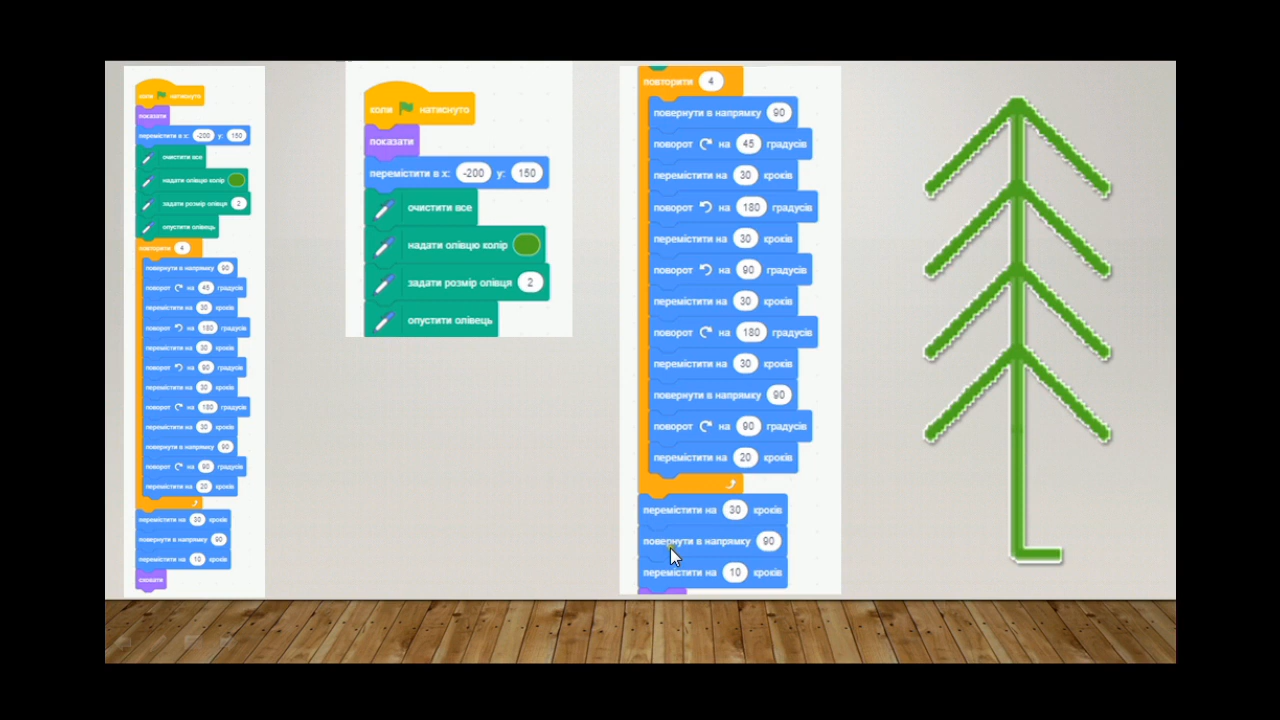 коли натиснуто
показати
перемістити в x: -200 y: 150
очистити все
надати олівцю колір
задати розмір олівця 2
опустити олівець
повторити 4
повернути в напрямку 90
поворот на 45 градусів
перемістити на 30 кроків
поворот на 180 градусів
перемістити на 30 кроків
поворот на 90 градусів
перемістити на 30 кроків
поворот на 180 градусів
перемістити на 30 кроків
повернути в напрямку 90
поворот на 90 градусів
перемістити на 20 кроків
перемістити на 30 кроків
повернути в напрямку 90
перемістити на 10 кроків
сховати
коли натиснуто
показати
перемістити в x: -200 y: 150
очистити все
надати олівцю колір
задати розмір олівця 2
опустити олівець
повторити 4
повернути в напрямку 90
поворот на 45 градусів
перемістити на 30 кроків
поворот на 180 градусів
перемістити на 30 кроків
поворот на 90 градусів
перемістити на 30 кроків
поворот на 180 градусів
перемістити на 30 кроків
повернути в напрямку 90
поворот на 90 градусів
перемістити на 20 кроків
перемістити на 30 кроків
повернути в напрямку 90
перемістити на 10 кроків